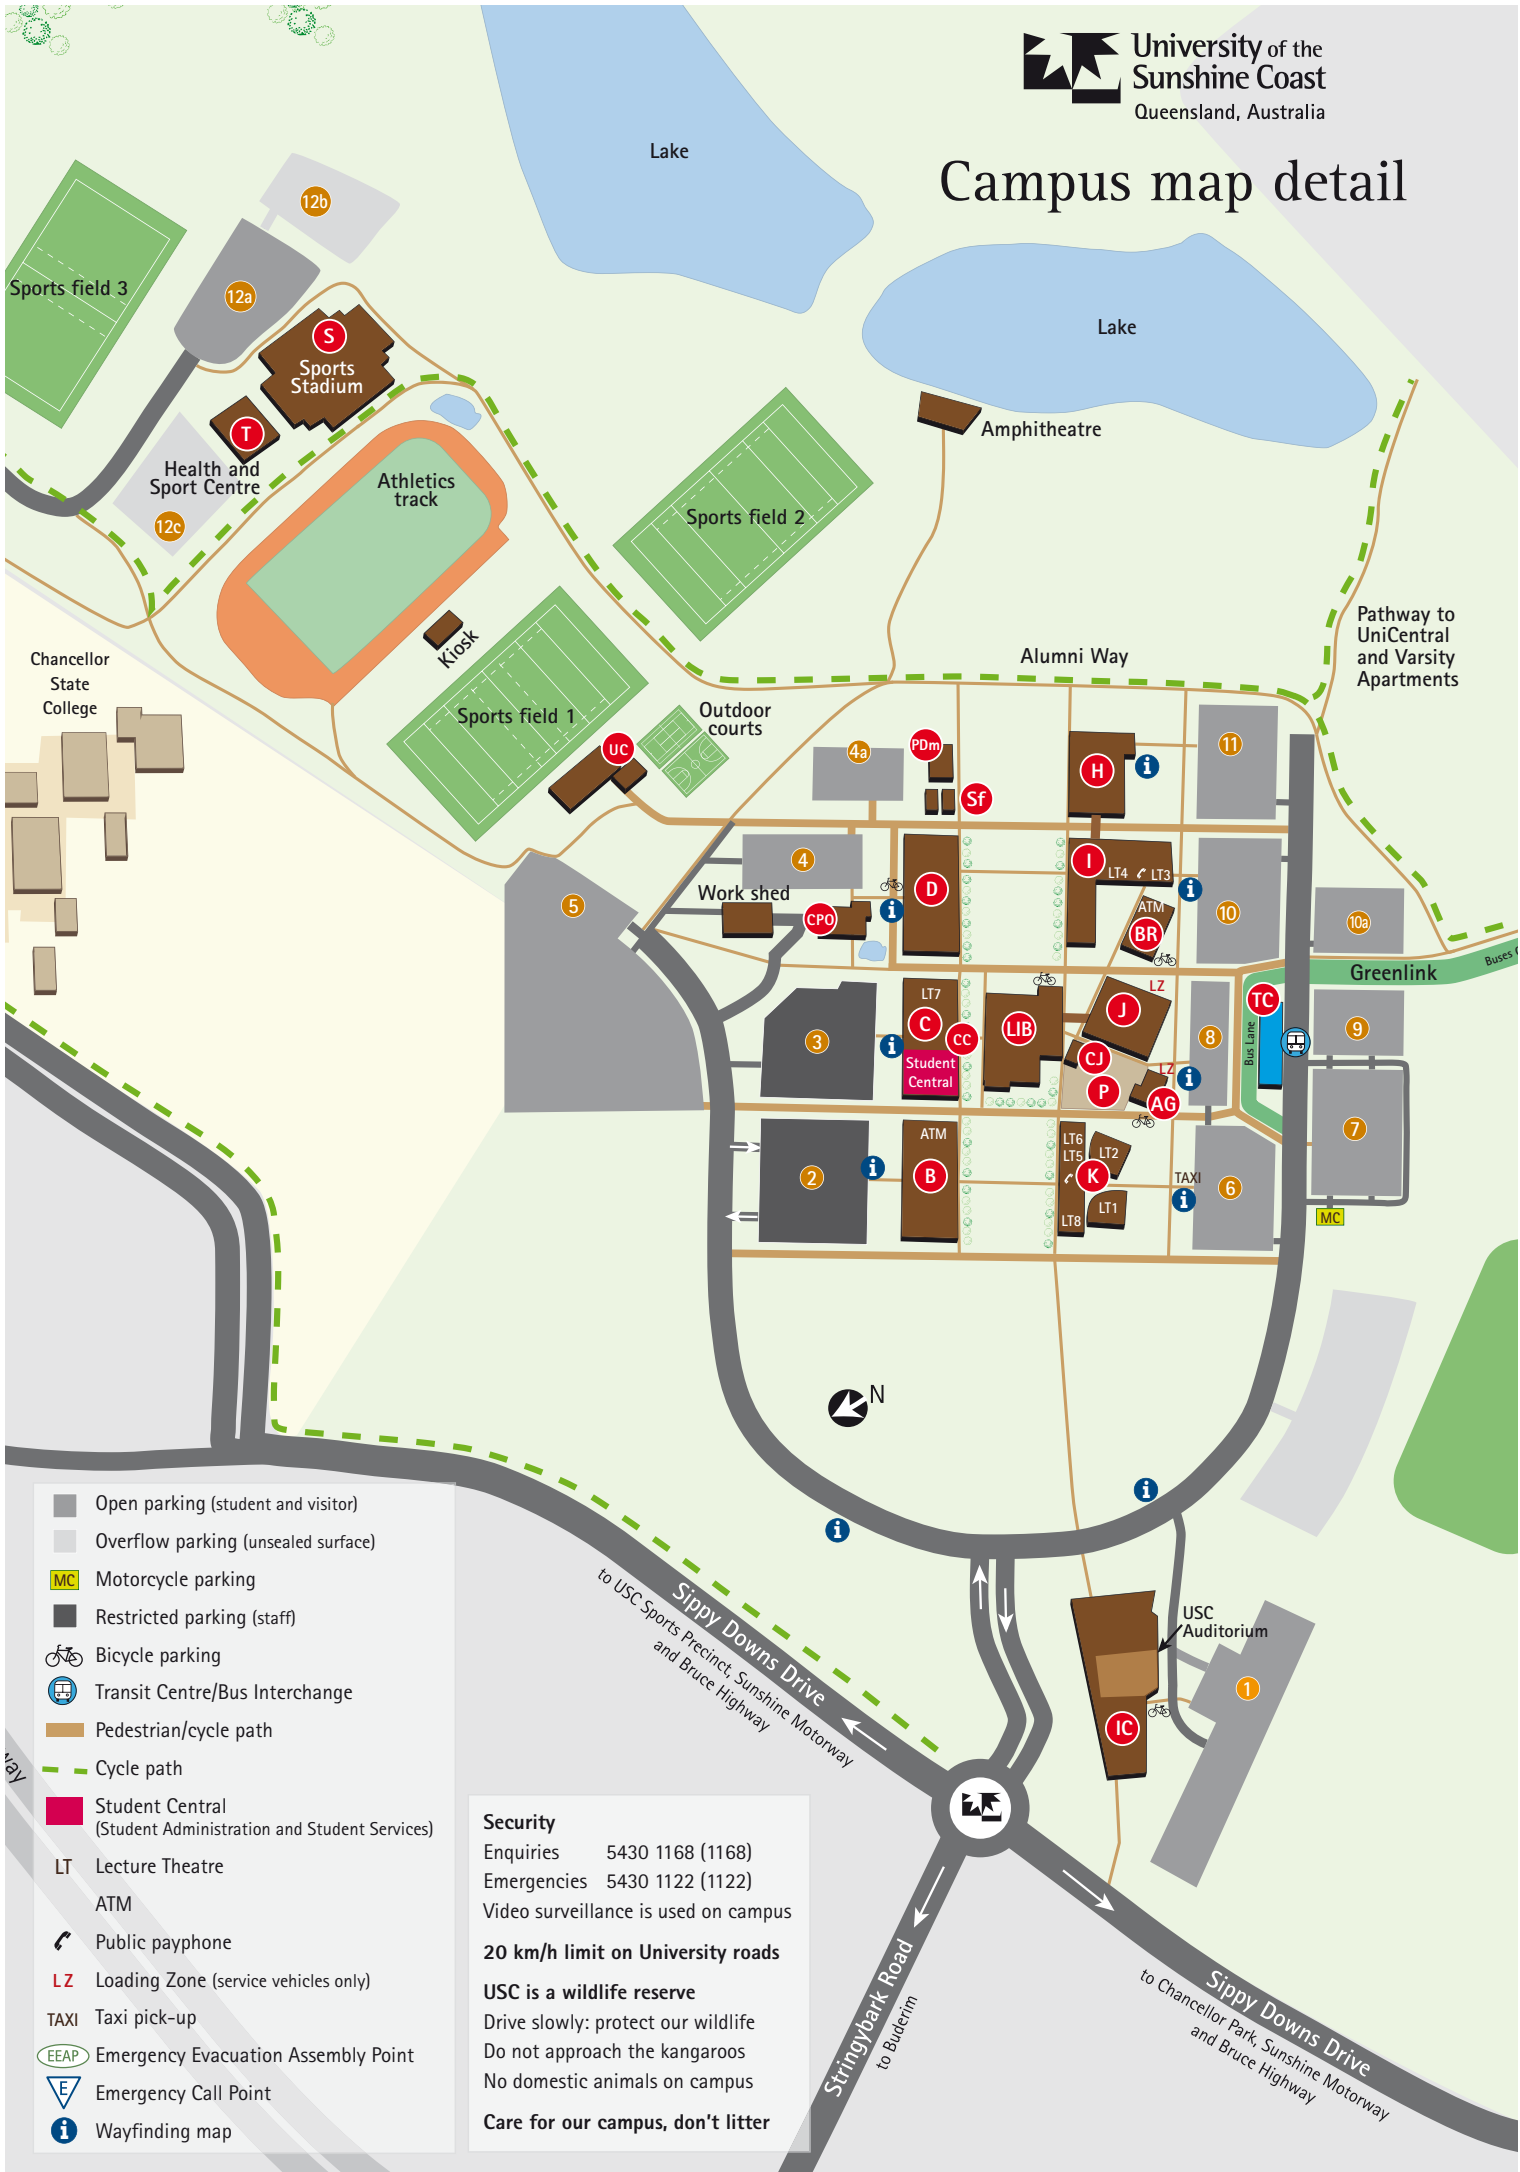 University of the
Sunshine Coast
Queensland, Australia
Campus map detail
Lake
Lake
12b
12a
Sports field 3
S
Sports
Stadium
T
Health and
Sport Centre
12c
Athletics
track
Amphitheatre
Sports field 2
Kiosk
Sports field 1
Chancellor
State
College
Alumni Way
Pathway to
UniCentral
and Varsity
Apartments
Outdoor
courts
UC
4a
PDm
Sf
H
11
4
D
I
LT4
LT3
Work shed
CPO
ATM
BR
10
10a
5
Greenlink
Buses
LT7
C
CC
Student
Central
LIB
J
LZ
TC
Bus Lane
3
8
9
CJ
P
LZ
AG
7
ATM
B
2
LT6
LT5
LT2
K
LT1
LT8
TAXI
6
MC
N
USC
Auditorium
IC
1
Sippy Downs Drive
to USC Sports Precinct, Sunshine Motorway
and Bruce Highway
Stringybark Road
to Buderim
Sippy Downs Drive
to Chancellor Park, Sunshine Motorway
and Bruce Highway
way
Open parking (student and visitor)
Overflow parking (unsealed surface)
MC Motorcycle parking
Restricted parking (staff)
Bicycle parking
Transit Centre/Bus Interchange
Pedestrian/cycle path
Cycle path
Student Central
(Student Administration and Student Services)
LT Lecture Theatre
ATM
Public payphone
LZ Loading Zone (service vehicles only)
TAXI Taxi pick-up
EEAP Emergency Evacuation Assembly Point
E Emergency Call Point
i Wayfinding map
Security
Enquiries 5430 1168 (1168)
Emergencies 5430 1122 (1122)
Video surveillance is used on campus
20 km/h limit on University roads
USC is a wildlife reserve
Drive slowly: protect our wildlife
Do not approach the kangaroos
No domestic animals on campus
Care for our campus, don't litter